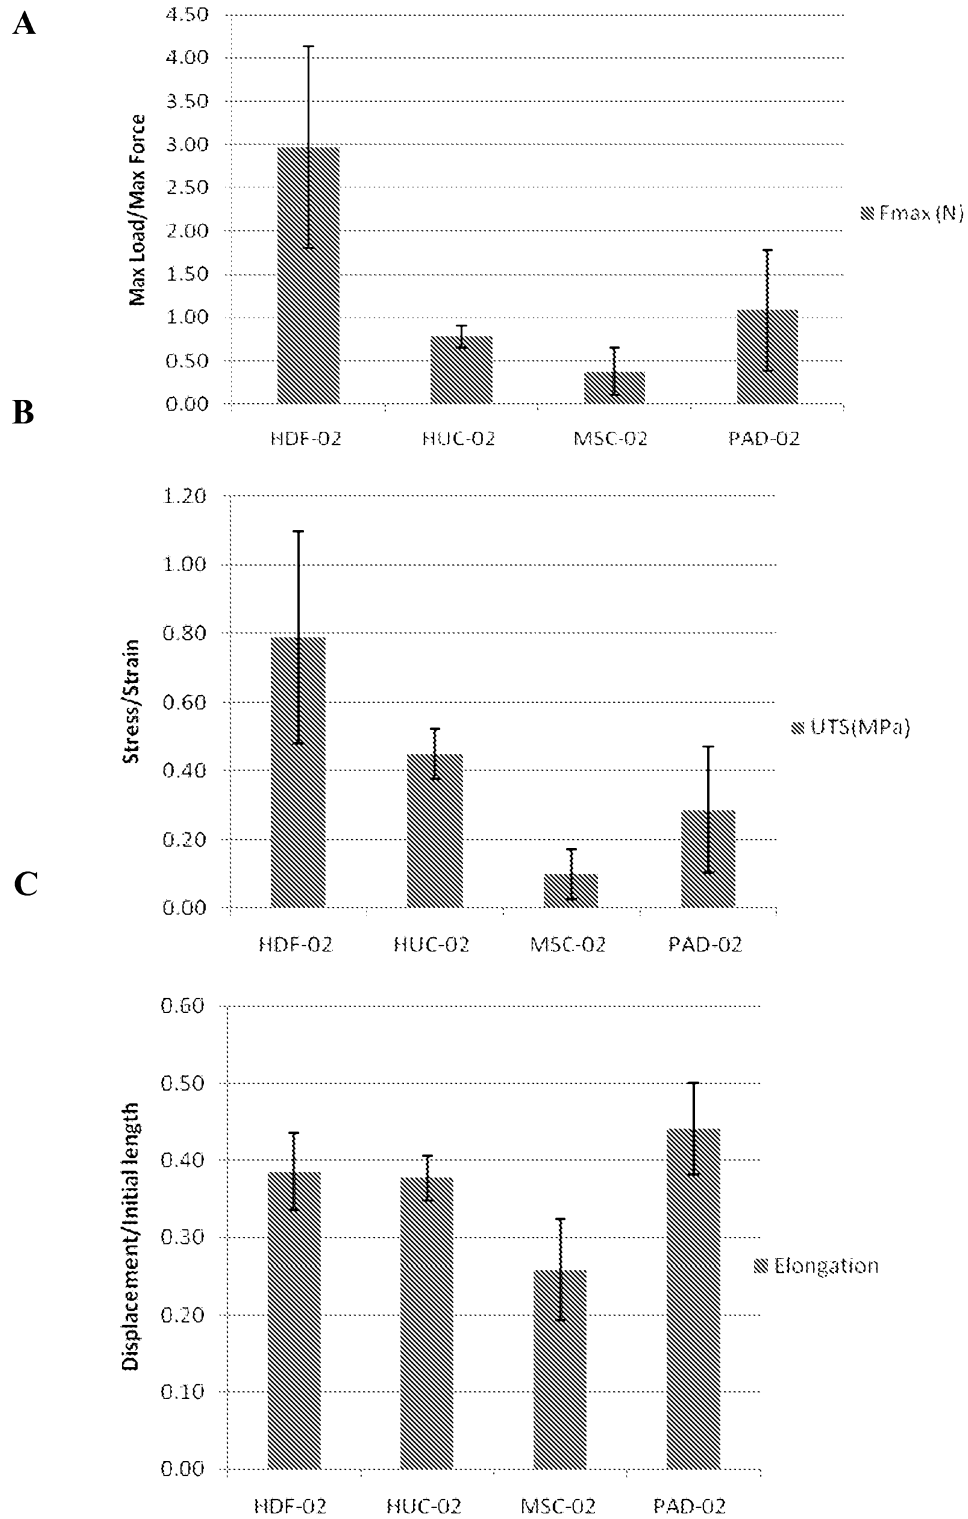 A
4.50
4.00
3.50
3.00
2.50
2.00
1.50
1.00
0.50
0.00
Max Load/Max Force
HDF-02 HUC-02 MSC-02 PAD-02
Fmax (N)
B
1.20
1.00
0.80
0.60
0.40
0.20
0.00
Stress/Strain
HDF-02 HUC-02 MSC-02 PAD-02
UTS(MPa)
C
0.60
0.50
0.40
0.30
0.20
0.10
0.00
Displacement/Initial length
HDF-02 HUC-02 MSC-02 PAD-02
Elongation